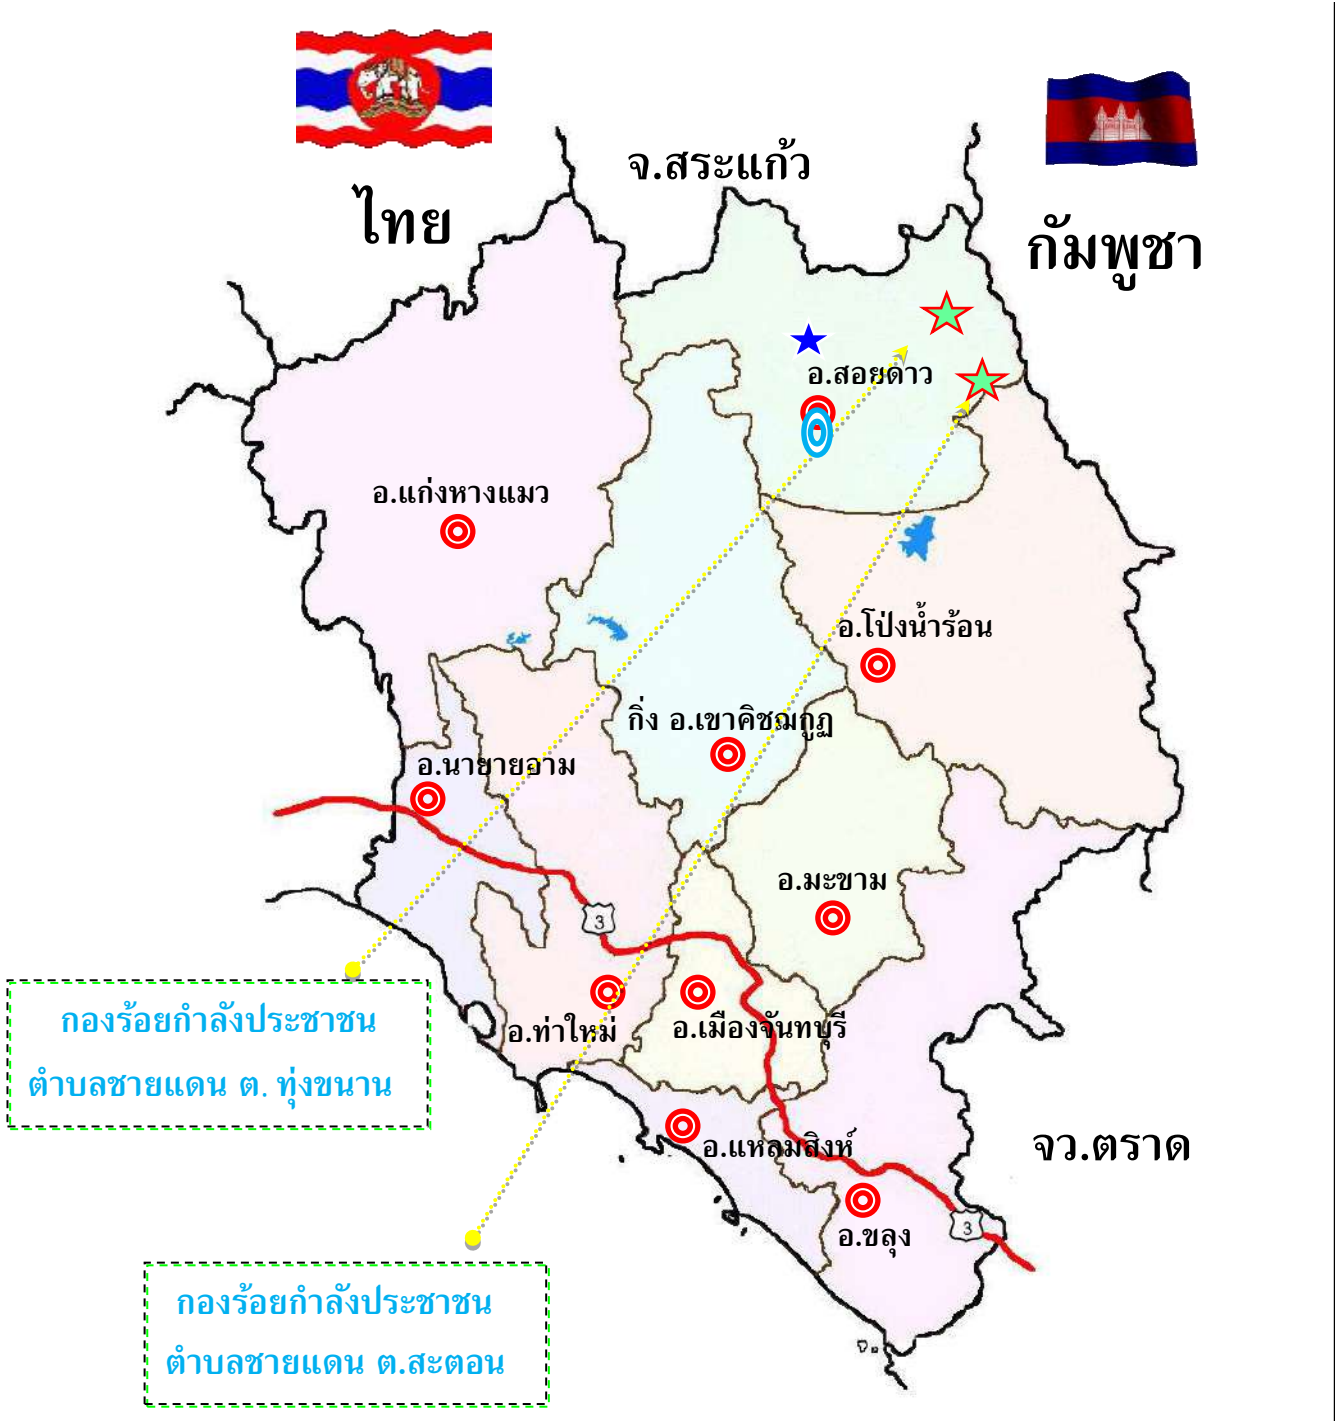 จ.สระแก้ว
ไทย
กัมพูชา
อ.สอยดาว
อ.แก่งหางแมว
อ.โป่งน้ำร้อน
กิ่ง อ.เขาคิชฌกูฏ
อ.นายายอาม
อ.มะขาม
3
อ.ท่าใหม่
อ.เมืองจันทบุรี
กองร้อยกำลังประชาชน
ตำบลชายแดน ต. ทุ่งขนาน
อ.แหลมสิงห์
จว.ตราด
อ.ขลุง
3
กองร้อยกำลังประชาชน
ตำบลชายแดน ต.สะตอน